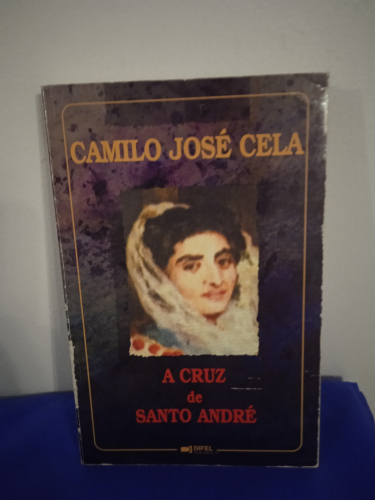 CAMILO JOSÉ CELA
A CRUZ
de
SANTO ANDRÉ
DIFEL